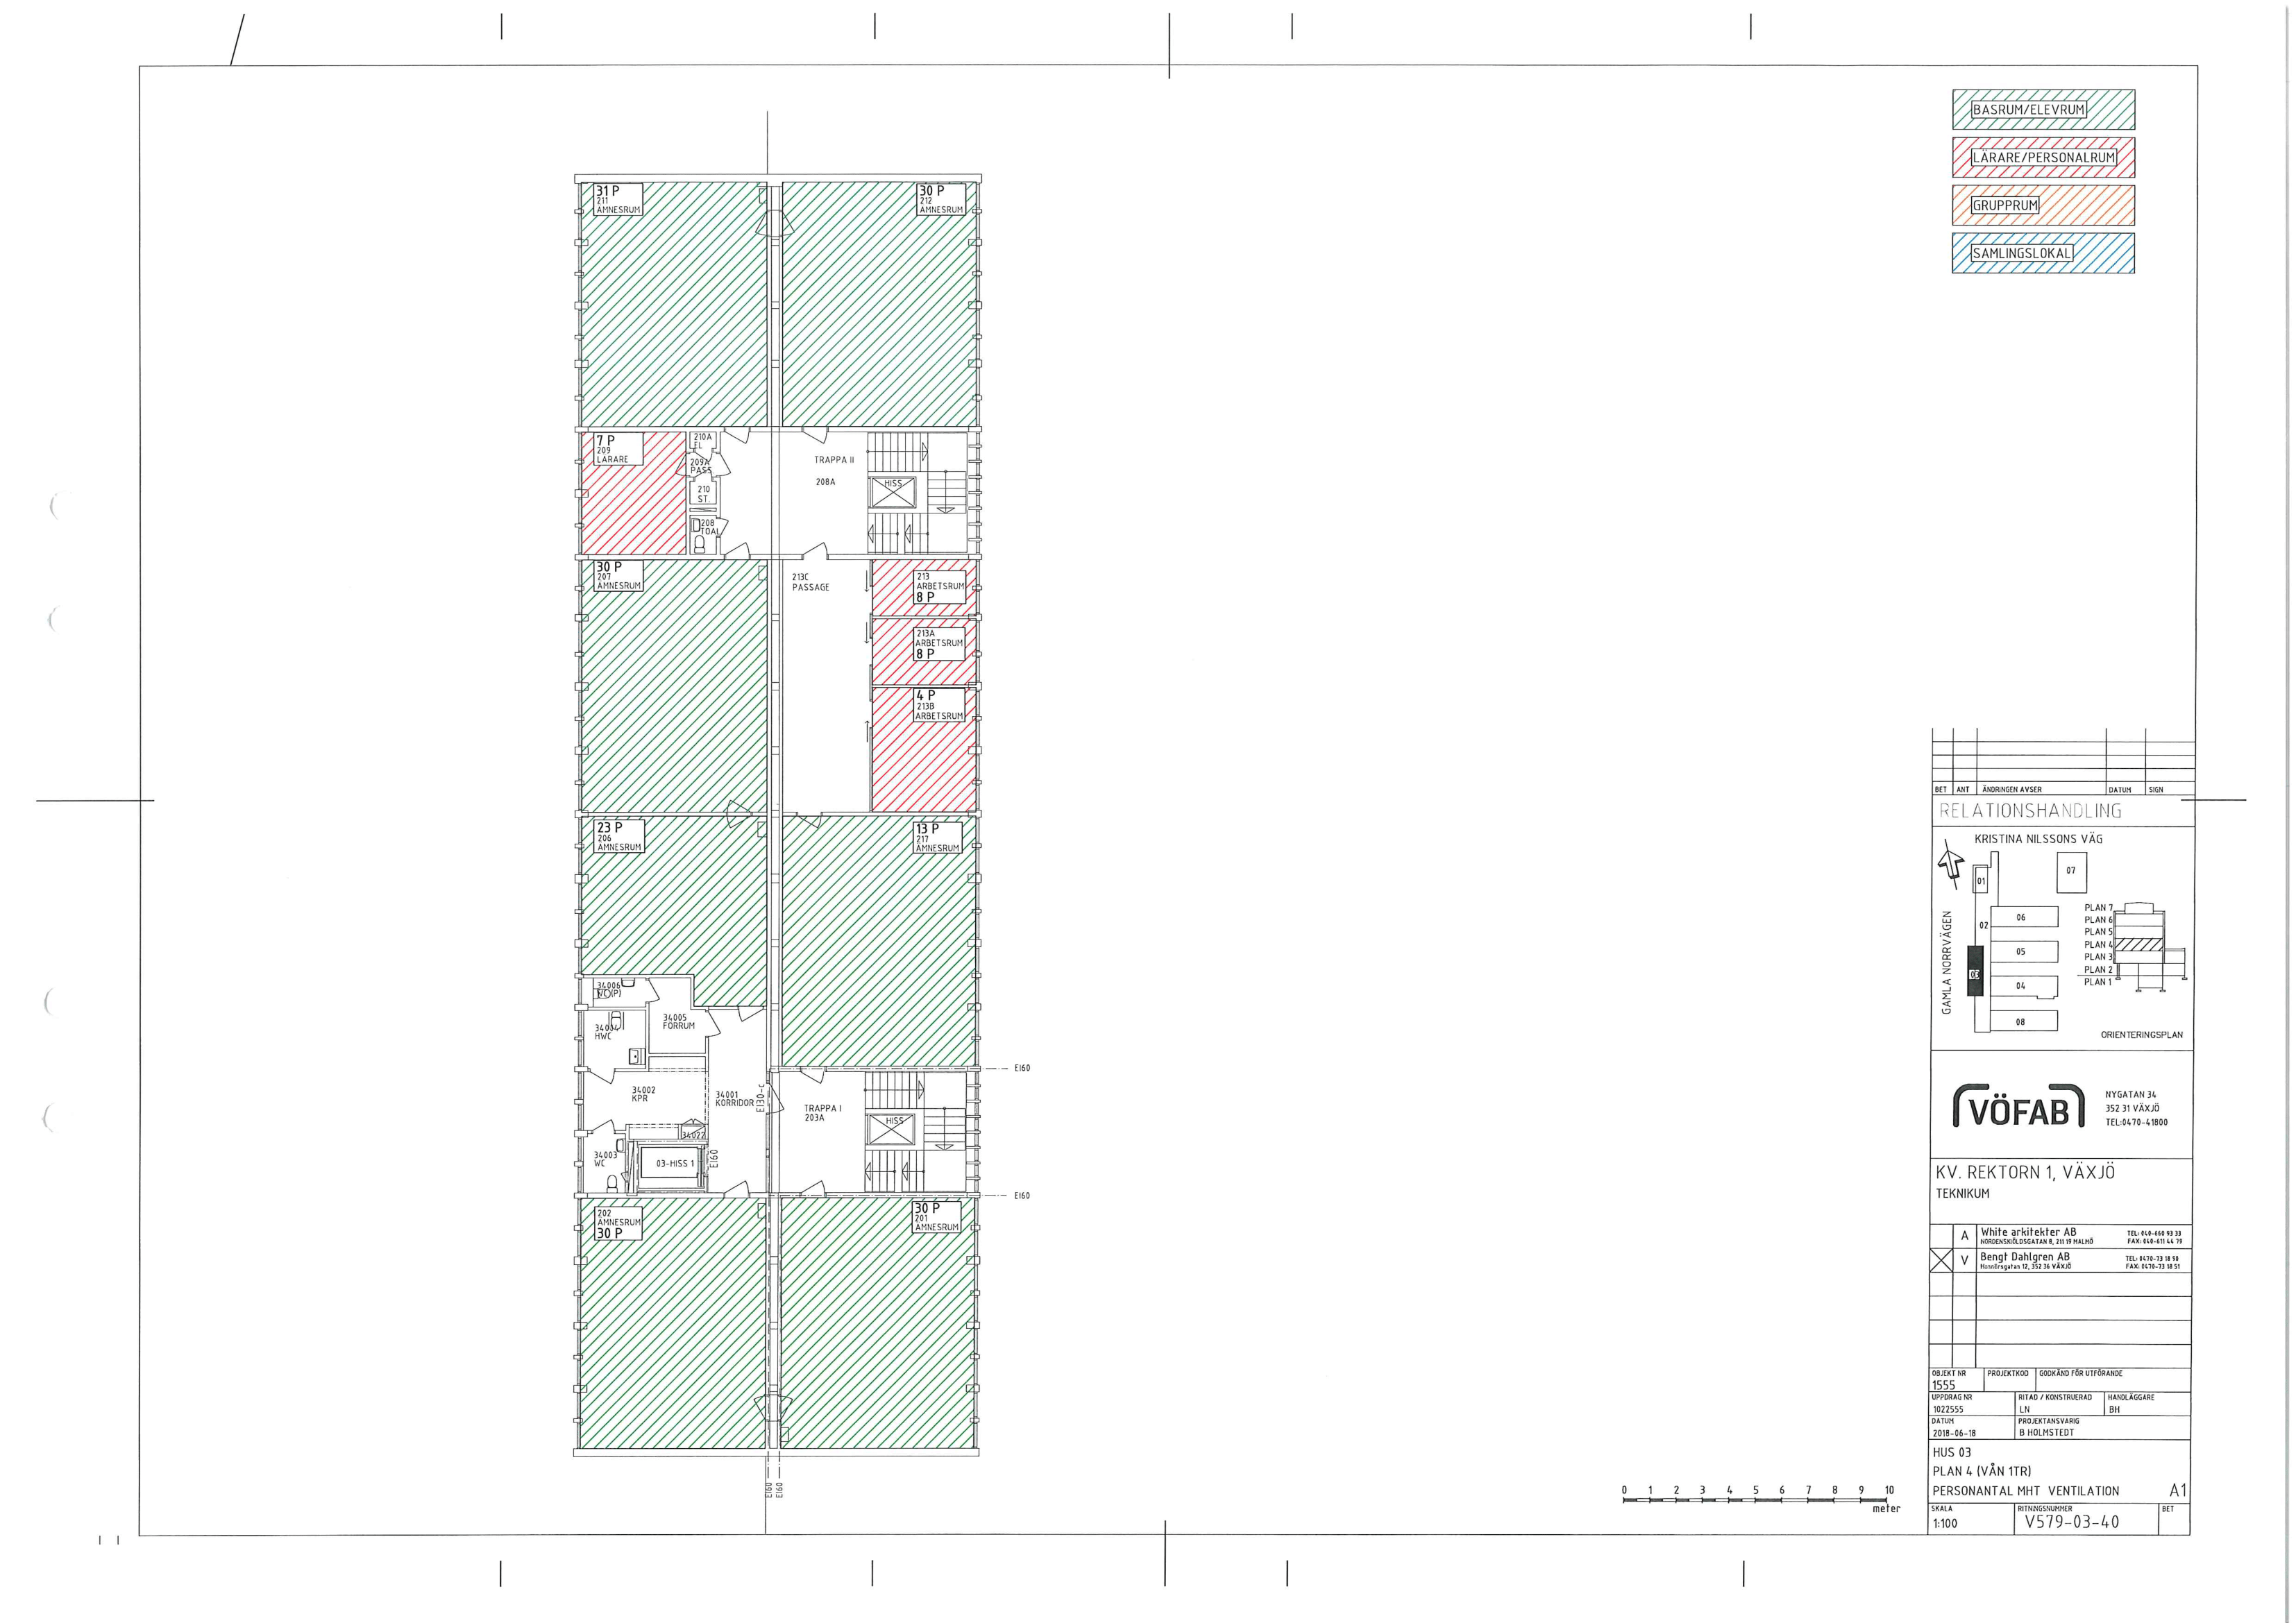 BASRUM/ELEVRUM
LÄRARE/PERSONALRUM
GRUPPRUM
SAMLINGSLOKAL
31 P
211
ÄMNESRUM
30 P
212
ÄMNESRUM
7 P
209
LÄRARE
210A
EL
209A
PASS
210
ST.
208
TOAL
TRAPPA II
208A
HISS
30 P
207
ÄMNESRUM
213C
PASSAGE
213
ARBETSRUM
8 P
213A
ARBETSRUM
8 P
4 P
213B
ARBETSRUM
23 P
206
ÄMNESRUM
13 P
217
ÄMNESRUM
34006
WC(P)
34005
FÖRRUM
34004
HWC
34002
KPR
34001
KORRIDOR
EI30-C
TRAPPA I
203A
HISS
34022
34003
WC
03-HISS 1
EI60
EI60
EI60
202
ÄMNESRUM
30 P
30 P
201
ÄMNESRUM
EI60
EI60
0 1 2 3 4 5 6 7 8 9 10
meter
BET ANT ÄNDRINGEN AVSER DATUM SIGN
RELATIONSHANDLING
KRISTINA NILSSONS VÄG
GAMLA NORRVÄGEN
01
07
02
06
05
03
04
08
PLAN 7
PLAN 6
PLAN 5
PLAN 4
PLAN 3
PLAN 2
PLAN 1
ORIENTERINGSPLAN
VÖFAB
NYGATAN 34
352 31 VÄXJÖ
TEL:0470-41800
KV. REKTORN 1, VÄXJÖ
TEKNIKUM
A White arkitekter AB TEL: 040-660 93 33
NORDENSKIÖLDSGATAN 8, 211 19 MALMÖ FAX: 040-611 44 79
V Bengt Dahlgren AB TEL: 0470-73 18 50
352 36 VÄXJÖ FAX: 0470-73 18 51
OBJEKT NR PROJEKTKOD GODKÄND FÖR UTFÖRANDE
1555
UPPDRAG NR RITAD / KONSTRUERAD HANDLÄGGARE
1022555 LN BH
DATUM PROJEKTANSVARIG
2018-06-18 B HOLMSTEDT
HUS 03
PLAN 4 (VÅN 1TR)
PERSONANTAL MHT VENTILATION A1
SKALA RITNINGSNUMMER BET
1:100 V579-03-40